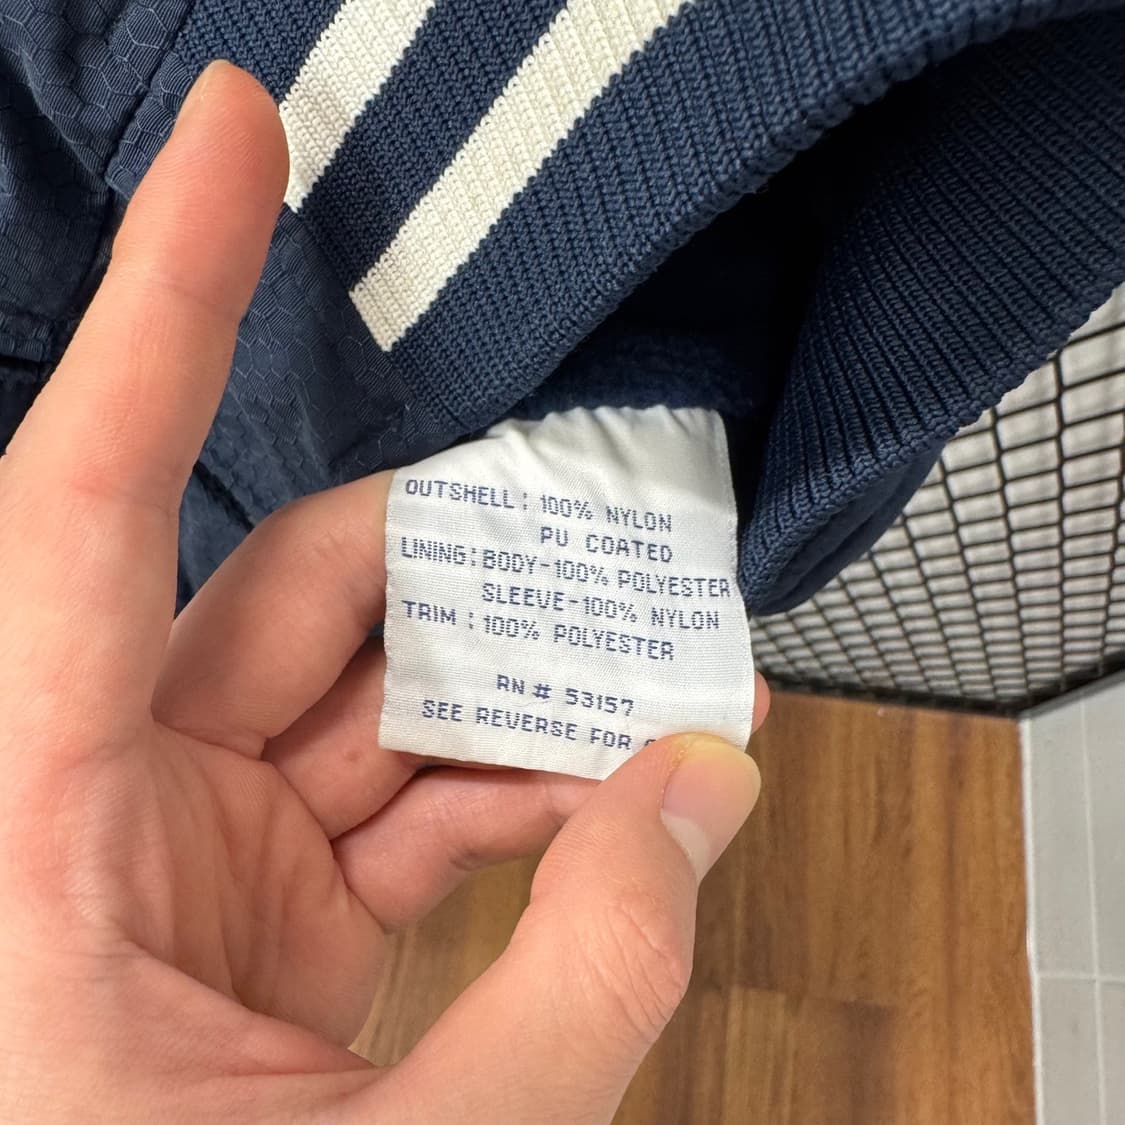 OUTSHELL: 100% NYLON
PU COATED
LINING: BODY-100% POLYESTER
SLEEVE-100% NYLON
TRIM : 100% POLYESTER
RN # 53157
SEE REVERSE FOR